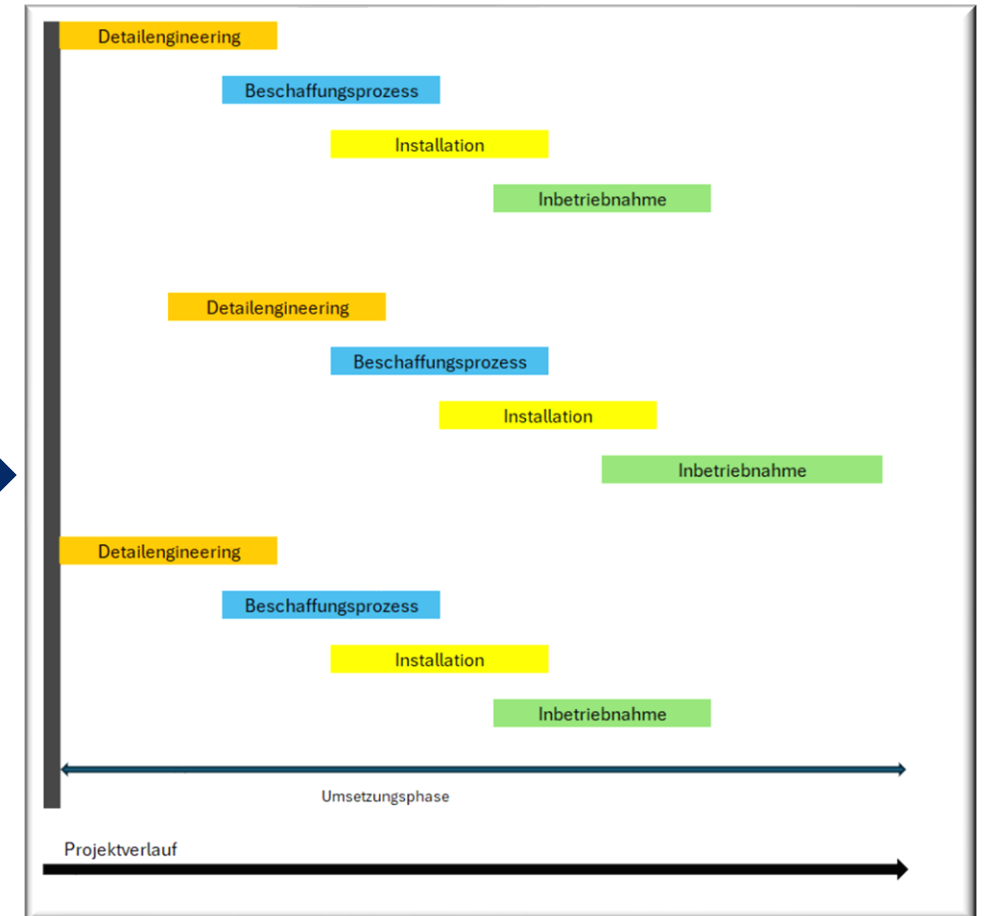 Detailengineering
Beschaffungsprozess
Installation
Inbetriebnahme
Detailengineering
Beschaffungsprozess
Installation
Inbetriebnahme
Detailengineering
Beschaffungsprozess
Installation
Inbetriebnahme
Umsetzungsphase
Projektverlauf